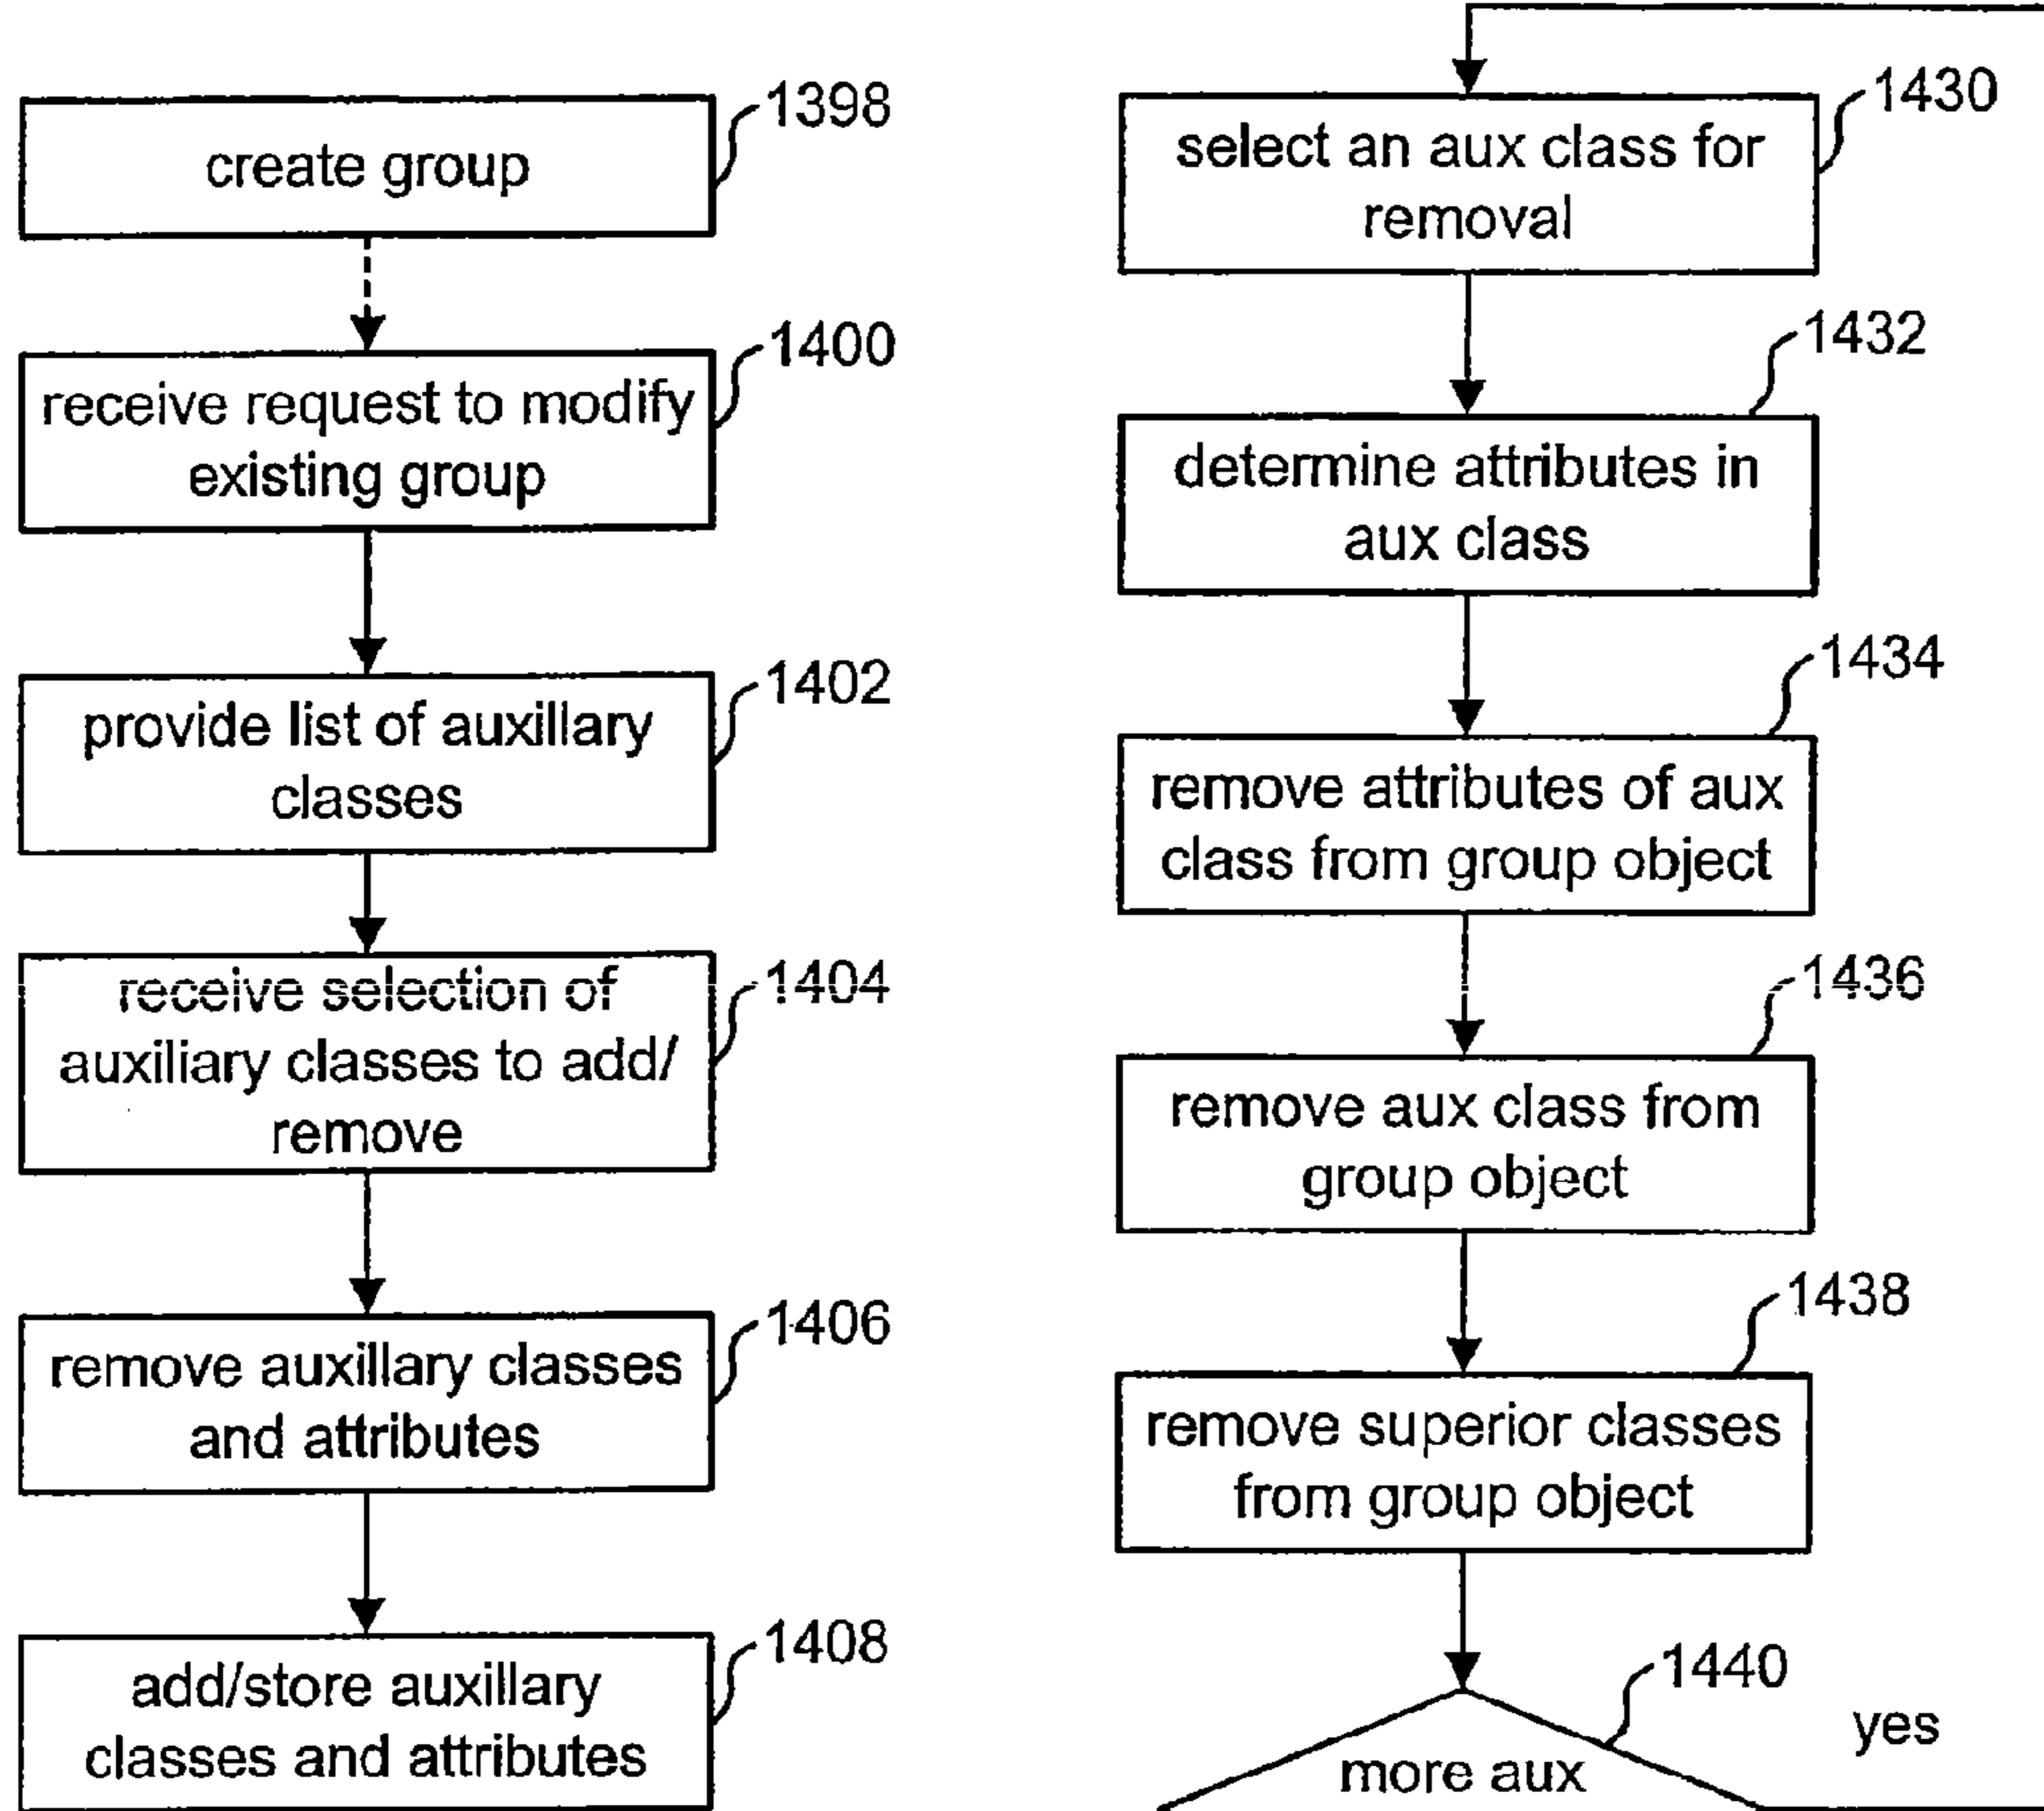 1398
create group
1400
receive request to modify
existing group
1402
provide list of auxillary
classes
1404
receive selection of
auxiliary classes to add/
remove
1406
remove auxillary classes
and attributes
1408
add/store auxillary
classes and attributes
1430
select an aux class for
removal
1432
determine attributes in
aux class
1434
remove attributes of aux
class from group object
1436
remove aux class from
group object
1438
remove superior classes
from group object
1440
more aux
yes